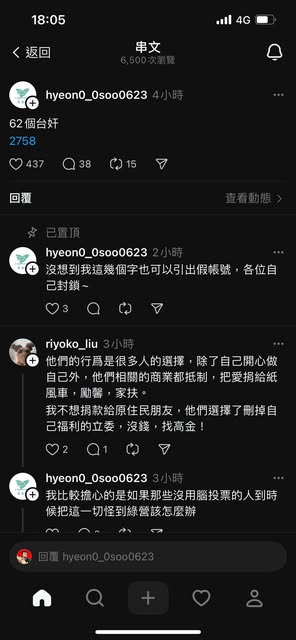 18:05
4G
返回
串文
6,500次瀏覽
hyeon0_0soo0623 4小時
62個台奸
2758
437 38 15
回覆
查看動態
已置頂
hyeon0_0soo0623 2小時
沒想到我這幾個字也可以引出假帳號，各位自
己封鎖~
3
riyoko_liu 3小時
他們的行爲是很多人的選擇，除了自己開心做
自己外，他們相關的商業都抵制，把愛捐給紙
風車，勵馨，家扶。
我不想捐款給原住民朋友，他們選擇了刪掉自
己福利的立委，沒錢，找高金！
2 1
hyeon0_0soo0623 3小時
我比較擔心的是如果那些沒用腦投票的人到時
候把這一切怪到綠營該怎麼辦
回覆 hyeon0_0soo0623